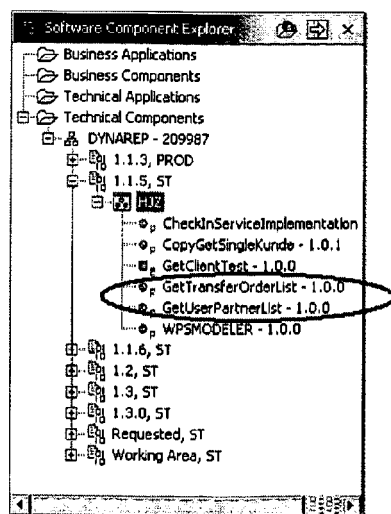 Software Component Explorer
Business Applications
Business Components
Technical Applications
Technical Components
DYNAREP - 209987
1.1.3, PROD
1.1.5, ST
CheckInServiceImplementation
CopyGetSingleKunde - 1.0.1
GetClientTest - 1.0.0
GetTransferOrderList - 1.0.0
GetUserPartnerList - 1.0.0
WPSMODELER - 1.0.0
1.1.6, ST
1.2, ST
1.3, ST
1.3.0, ST
Requested, ST
Working Area, ST